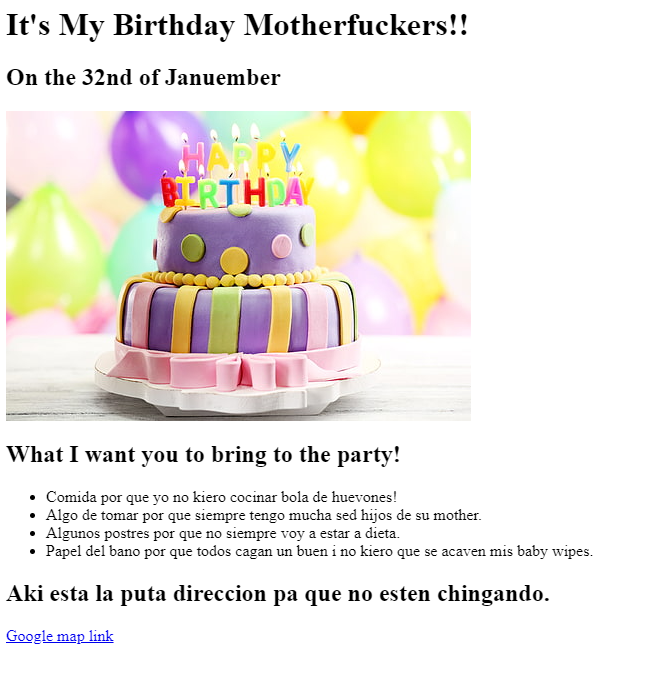 It's My Birthday Motherfuckers!!
On the 32nd of Januember
HAPPY
BIRTHDAY
What I want you to bring to the party!
Comida por que yo no kiero cocinar bola de huevones!
Algo de tomar por que siempre tengo mucha sed hijos de su mother.
Algunos postres por que no siempre voy a estar a dieta.
Papel del bano por que todos cagan un buen i no kiero que se acaven mis baby wipes.
Aki esta la puta direccion pa que no esten chingando.
Google map link